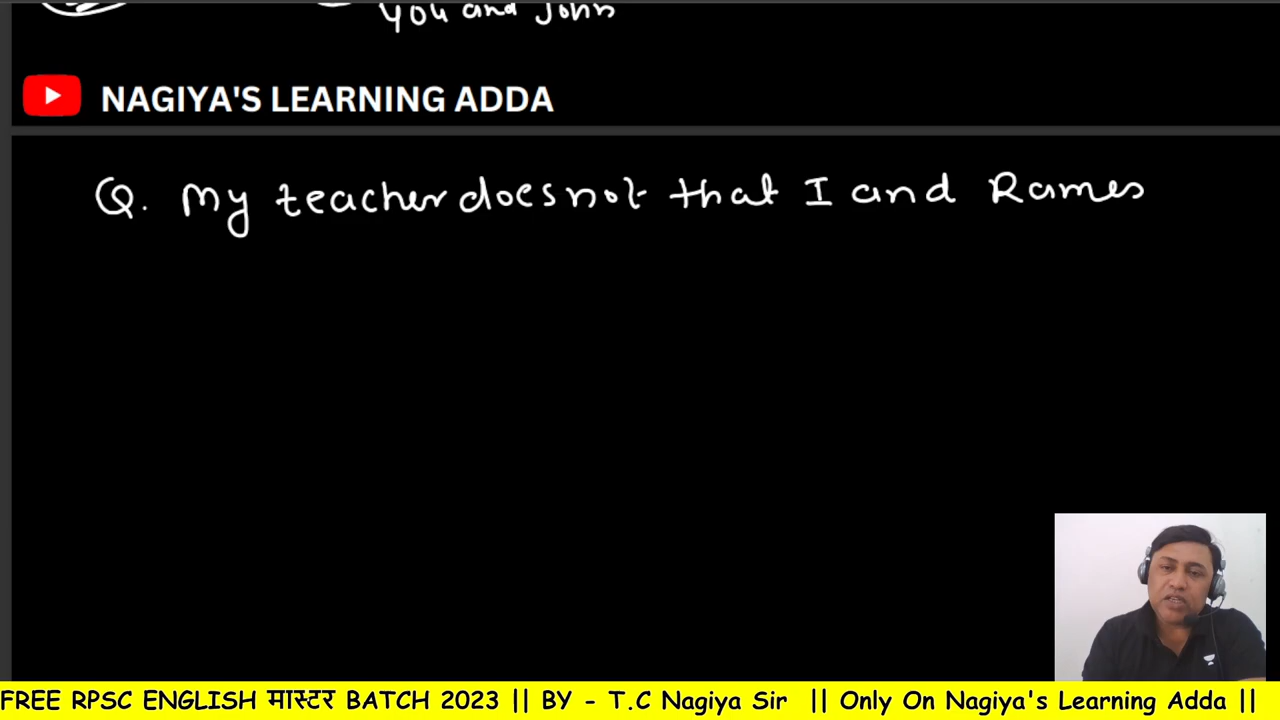 you and John
NAGIYA'S LEARNING ADDA
Q. My teacher does not that I and Rames
FREE RPSC ENGLISH मास्टर BATCH 2023 || BY - T.C Nagiya Sir || Only On Nagiya's Learning Adda ||